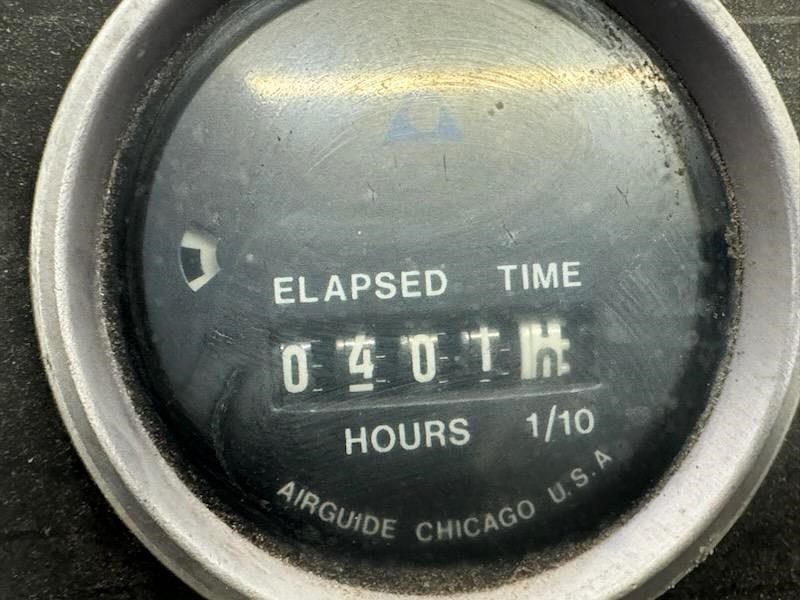 ELAPSED TIME
0401
HOURS 1/10
AIRGUIDE CHICAGO U.S.A